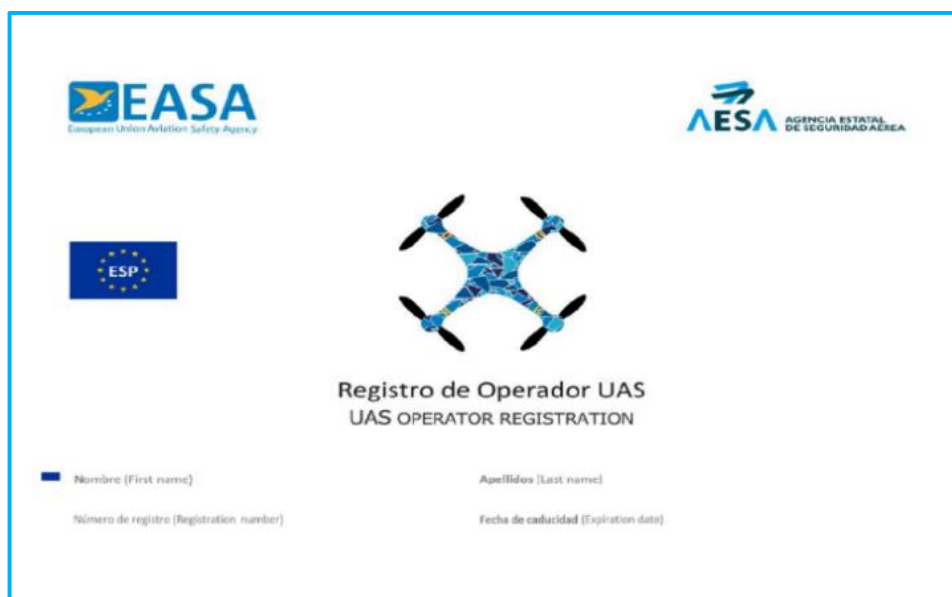 EASA
European Union Aviation Safety Agency
AESA AGENCIA ESTATAL
DE SEGURIDAD AÉREA
ESP
Registro de Operador UAS
UAS OPERATOR REGISTRATION
Nombre (First name) Apellidos (Last name)
Número de registro (Registration number) Fecha de caducidad (Expiration date)